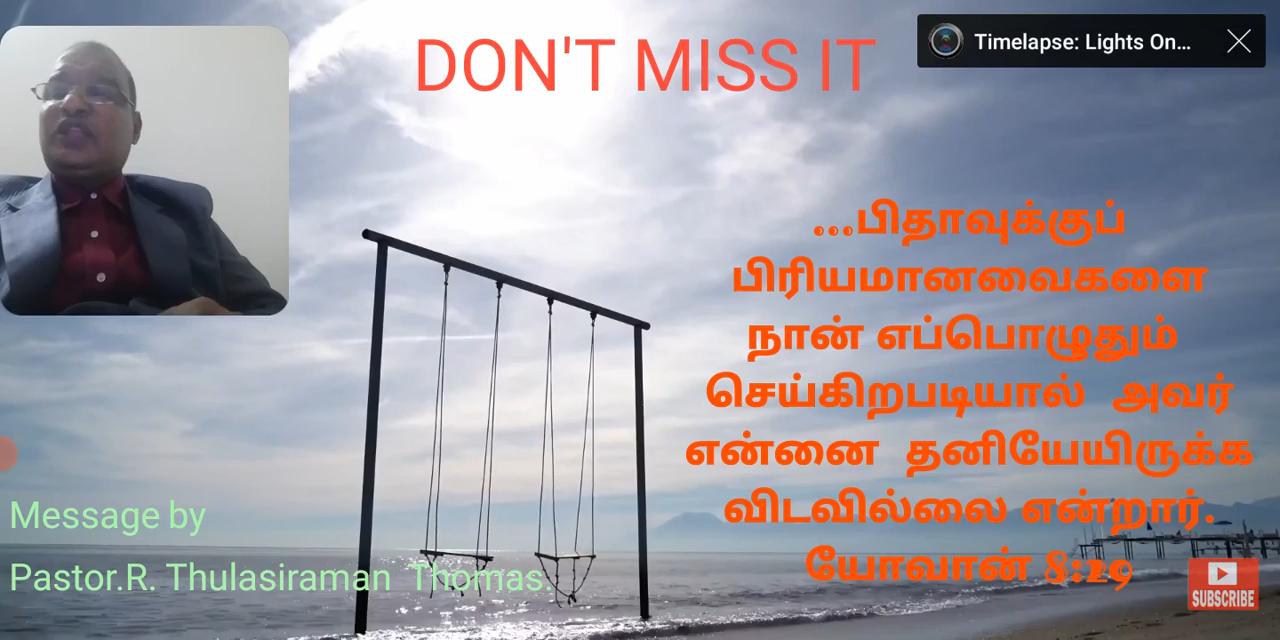 DON'T MISS IT
Timelapse: Lights On...
...பிதாவுக்குப்
பிரியமானவைகளை
நான் எப்பொழுதும்
செய்கிறபடியால் அவர்
என்னை தனியேயிருக்க
விடவில்லை என்றார்.
யோவான் 8:29
Message by
Pastor.R. Thulasiraman Thomas.
SUBSCRIBE